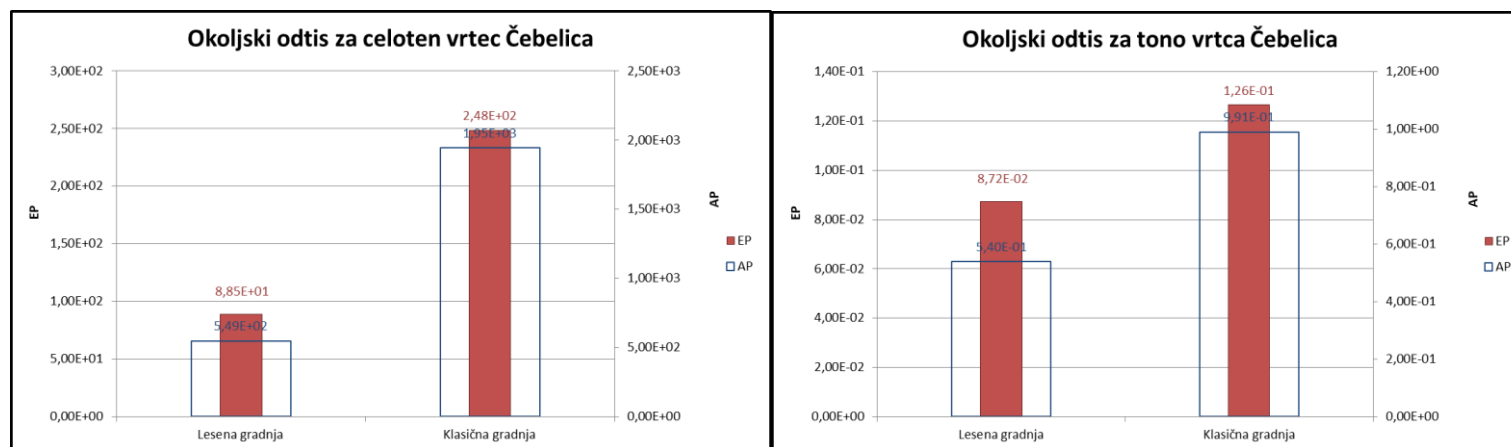 Okoljski odtis za celoten vrtec Čebelica
3,00E+02
2,50E+02
2,00E+02
1,50E+02
1,00E+02
5,00E+01
0,00E+00
EP
2,50E+03
2,00E+03
1,50E+03
1,00E+03
5,00E+02
0,00E+00
AP
8,85E+01
5,49E+02
2,48E+02
1,95E+03
Lesena gradnja
Klasična gradnja
EP
AP
Okoljski odtis za tono vrtca Čebelica
1,40E-01
1,20E-01
1,00E-01
8,00E-02
6,00E-02
4,00E-02
2,00E-02
0,00E+00
EP
1,20E+00
1,00E+00
8,00E-01
6,00E-01
4,00E-01
2,00E-01
0,00E+00
AP
8,72E-02
5,40E-01
1,26E-01
9,91E-01
Lesena gradnja
Klasična gradnja
EP
AP